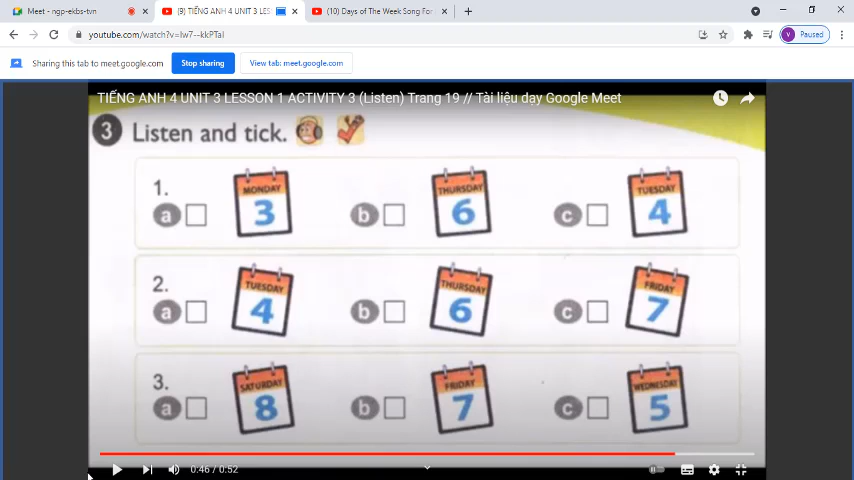 Meet - ngp-ekbs-tvn
(9) TIẾNG ANH 4 UNIT 3 LES
(10) Days of The Week Song For
youtube.com/watch?v=Iw7--kkPTaI
V Paused
Sharing this tab to meet.google.com
Stop sharing
View tab: meet.google.com
TIẾNG ANH 4 UNIT 3 LESSON 1 ACTIVITY 3 (Listen) Trang 19 // Tài liệu dạy Google Meet
3 Listen and tick.
1.
a MONDAY 3 b THURSDAY 6 c TUESDAY 4
2.
a TUESDAY 4 b THURSDAY 6 c FRIDAY 7
3.
a SATURDAY 8 b FRIDAY 7 c WEDNESDAY 5
0:46 / 0:52